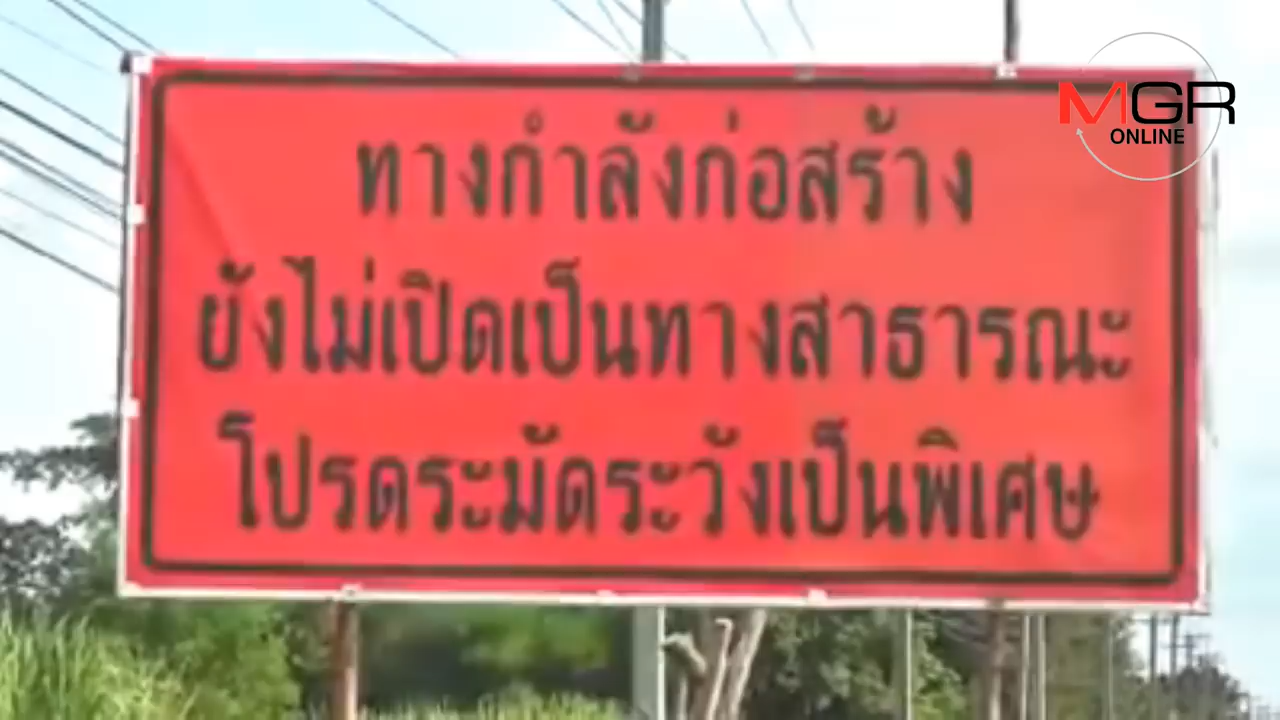 MGR
ONLINE
ทางกำลังก่อสร้าง
ยังไม่เปิดเป็นทางสาธารณะ
โปรดระมัดระวังเป็นพิเศษ